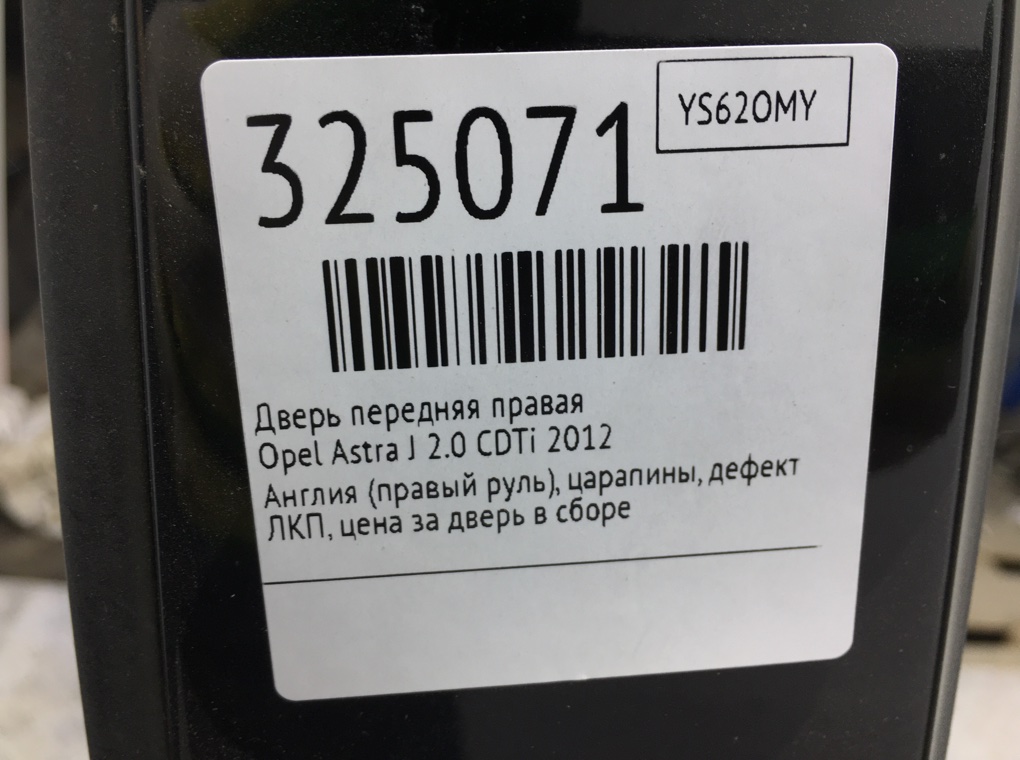 325071
YS62OMY
Дверь передняя правая
Opel Astra J 2.0 CDTi 2012
Англия (правый руль), царапины, дефект
ЛКП, цена за дверь в сборе